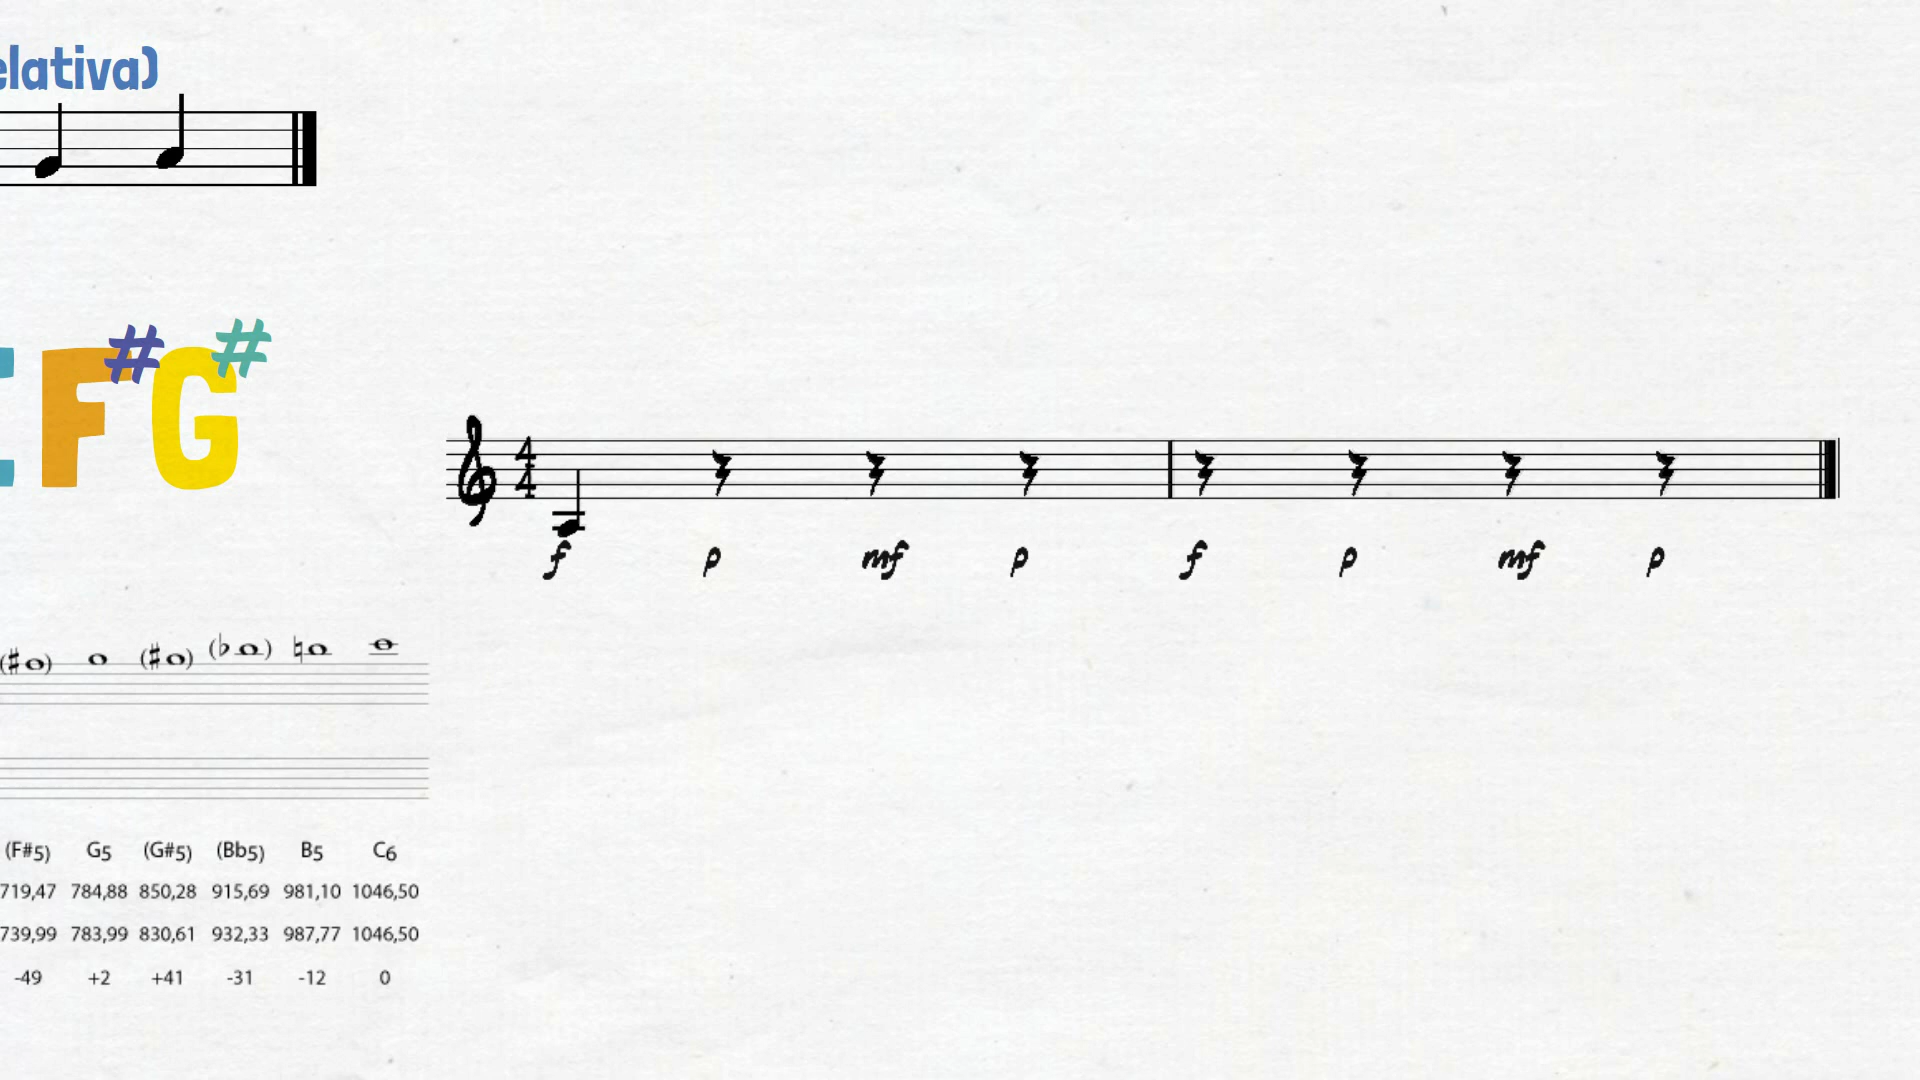 elativa)
F#G#
4
4
f p mf p f p mf p
(F#5) G5 (G#5) (Bb5) B5 C6
719,47 784,88 850,28 915,69 981,10 1046,50
739,99 783,99 830,61 932,33 987,77 1046,50
-49 +2 +41 -31 -12 0